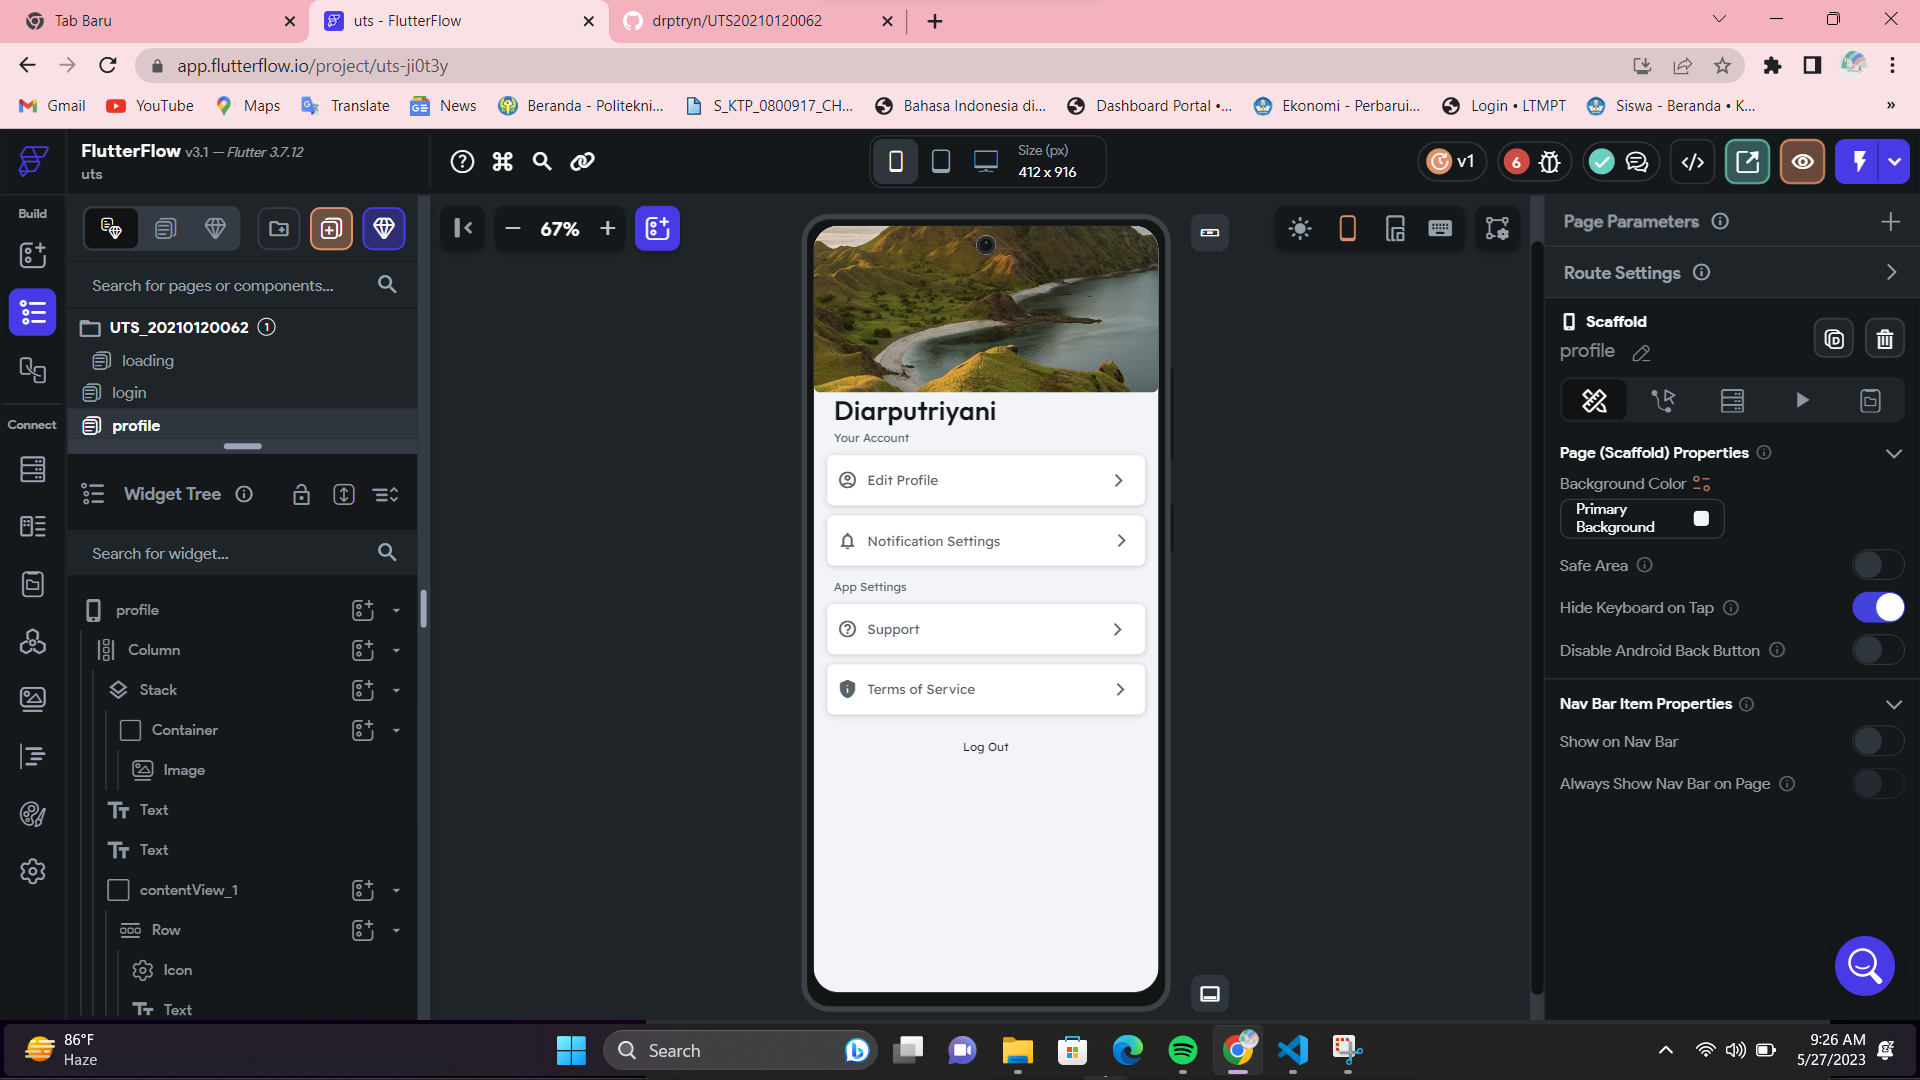 Tab Baru
uts - FlutterFlow
drptryn/UTS20210120062
app.flutterflow.io/project/uts-ji0t3y
Gmail
YouTube
Maps
Translate
News
Beranda - Politekni...
S_KTP_0800917_CH...
Bahasa Indonesia di...
Dashboard Portal •...
Ekonomi - Perbarui...
Login • LTMPT
Siswa - Beranda • K...
»
FlutterFlow v3.1 — Flutter 3.7.12
uts
Size (px)
412 x 916
v1
6
Build
67%
Search for pages or components...
UTS_20210120062 1
loading
login
profile
Connect
Widget Tree
Search for widget...
profile
Column
Stack
Container
Image
Text
Text
contentView_1
Row
Icon
Text
Diarputriyani
Your Account
Edit Profile
Notification Settings
App Settings
Support
Terms of Service
Log Out
Page Parameters
Route Settings
Scaffold
profile
Page (Scaffold) Properties
Background Color
Primary
Background
Safe Area
Hide Keyboard on Tap
Disable Android Back Button
Nav Bar Item Properties
Show on Nav Bar
Always Show Nav Bar on Page
86°F
Haze
Search
9:26 AM
5/27/2023